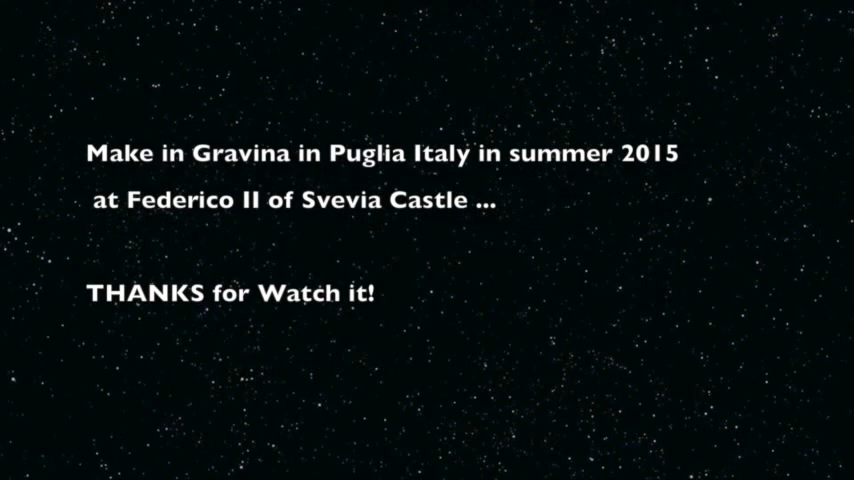 Make in Gravina in Puglia Italy in summer 2015
at Federico II of Svevia Castle ...
THANKS for Watch it!